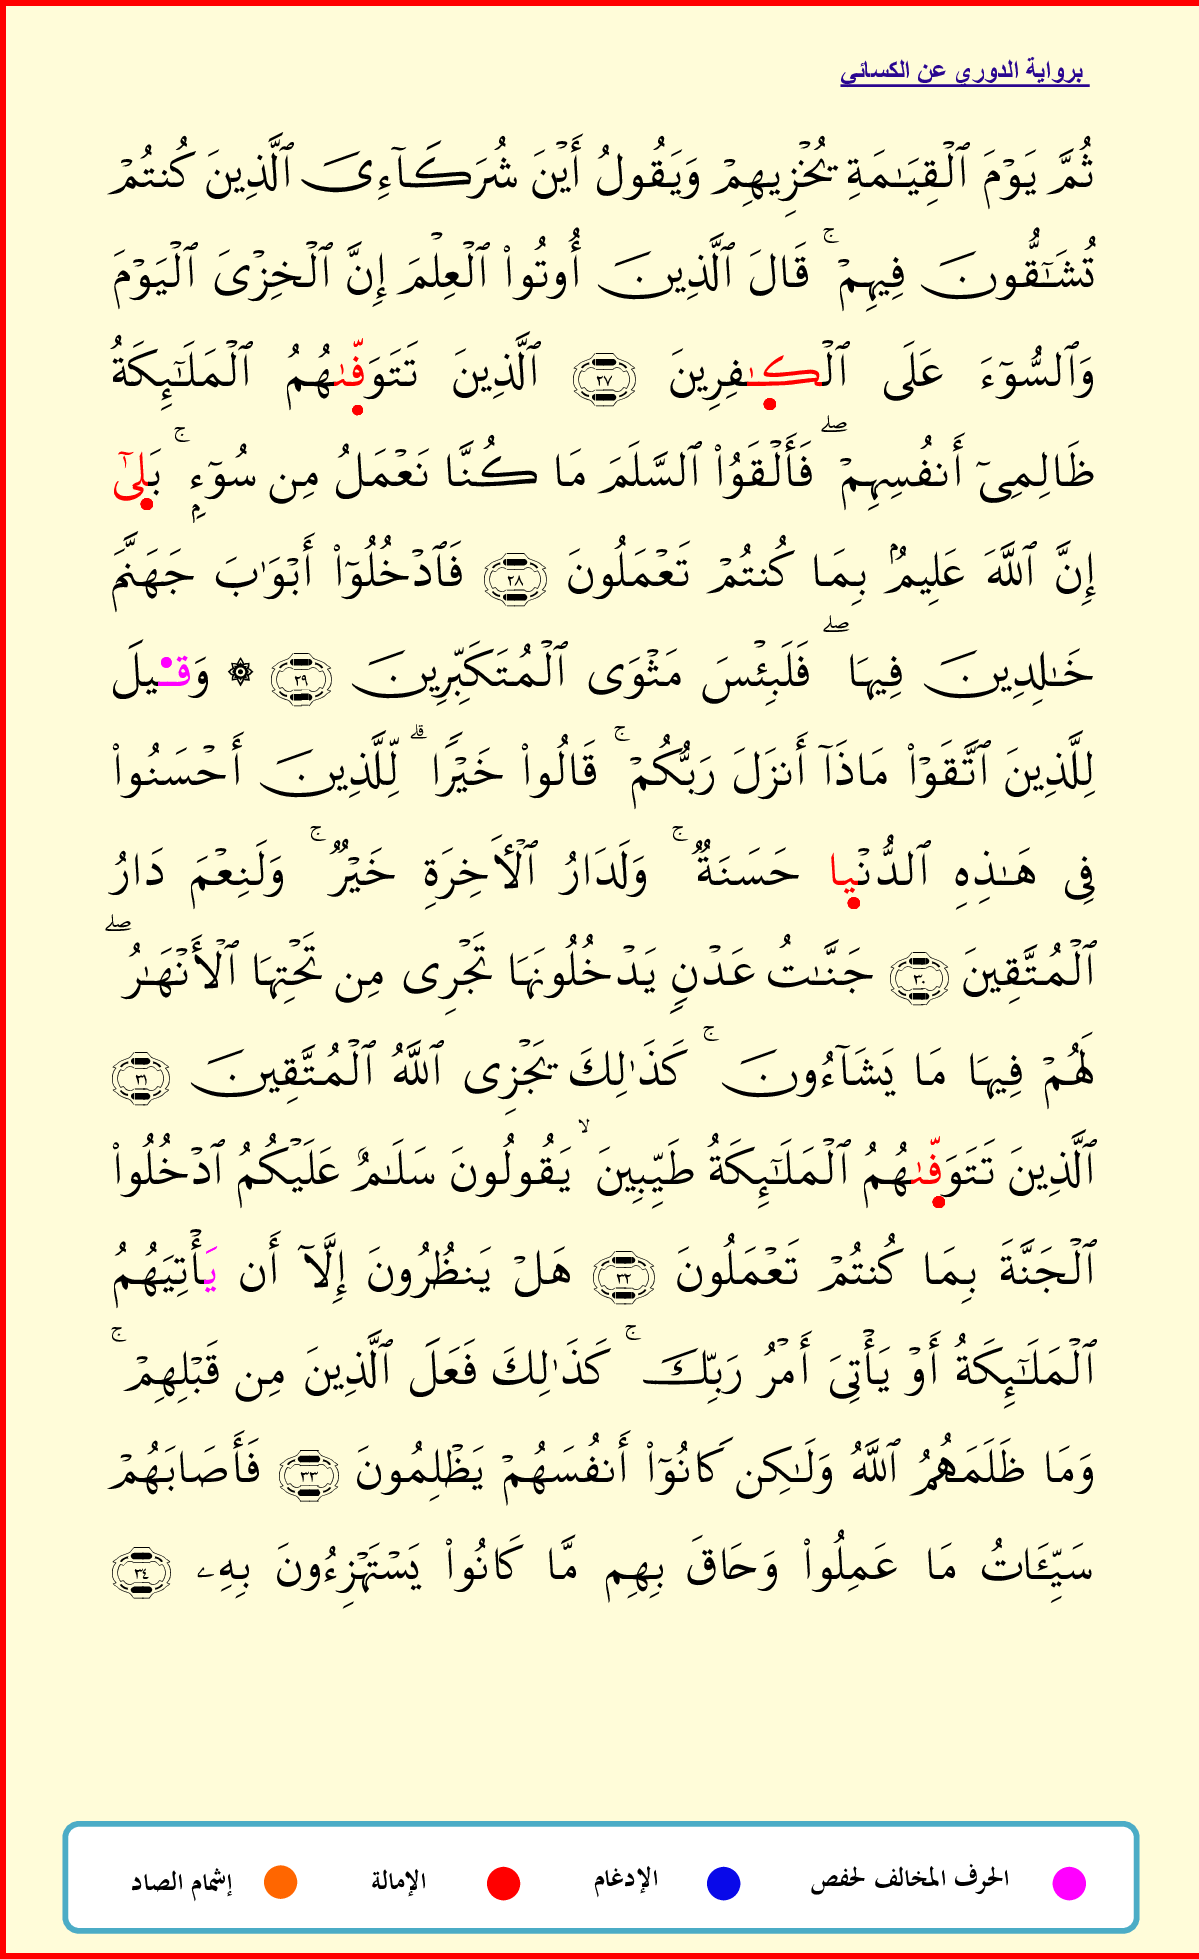 برواية الدوري عن الكسائي
ثُمَّ يَوْمَ ٱلْقِيَـٰمَةِ يُخْزِيهِمْ وَيَقُولُ أَيْنَ شُرَكَآءِىَ ٱلَّذِينَ كُنتُمْ
تُشَـٰٓقُّونَ فِيهِمْ ۚ قَالَ ٱلَّذِينَ أُوتُوا۟ ٱلْعِلْمَ إِنَّ ٱلْخِزْىَ ٱلْيَوْمَ
وَٱلسُّوٓءَ عَلَى ٱلْكَـٰفِرِينَ ٢٧ ٱلَّذِينَ تَتَوَفَّىٰهُمُ ٱلْمَلَـٰٓئِكَةُ
ظَالِمِىٓ أَنفُسِهِمْ ۖ فَأَلْقَوُا۟ ٱلسَّلَمَ مَا كُنَّا نَعْمَلُ مِن سُوٓءٍۭ ۚ بَلِىٰٓ
إِنَّ ٱللَّهَ عَلِيمٌۢ بِمَا كُنتُمْ تَعْمَلُونَ ٢٨ فَٱدْخُلُوٓا۟ أَبْوَٰبَ جَهَنَّمَ
خَـٰلِدِينَ فِيهَا ۖ فَلَبِئْسَ مَثْوَى ٱلْمُتَكَبِّرِينَ ٢٩ ۞ وَقِيلَ
لِلَّذِينَ ٱتَّقَوْا۟ مَاذَآ أَنزَلَ رَبُّكُمْ ۚ قَالُوا۟ خَيْرًا ۗ لِّلَّذِينَ أَحْسَنُوا۟
فِى هَـٰذِهِ ٱلدُّنْيا حَسَنَةٌ ۚ وَلَدَارُ ٱلْـَٔاخِرَةِ خَيْرٌ ۚ وَلَنِعْمَ دَارُ
ٱلْمُتَّقِينَ ٣٠ جَنَّـٰتُ عَدْنٍ يَدْخُلُونَهَا تَجْرِى مِن تَحْتِهَا ٱلْأَنْهَـٰرُ ۖ
لَهُمْ فِيهَا مَا يَشَآءُونَ ۚ كَذَٰلِكَ يَجْزِى ٱللَّهُ ٱلْمُتَّقِينَ ٣١
ٱلَّذِينَ تَتَوَفَّىٰهُمُ ٱلْمَلَـٰٓئِكَةُ طَيِّبِينَ ۙ يَقُولُونَ سَلَـٰمٌ عَلَيْكُمُ ٱدْخُلُوا۟
ٱلْجَنَّةَ بِمَا كُنتُمْ تَعْمَلُونَ ٣٢ هَلْ يَنظُرُونَ إِلَّآ أَن يَأْتِيَهُمُ
ٱلْمَلَـٰٓئِكَةُ أَوْ يَأْتِىَ أَمْرُ رَبِّكَ ۚ كَذَٰلِكَ فَعَلَ ٱلَّذِينَ مِن قَبْلِهِمْ ۚ
وَمَا ظَلَمَهُمُ ٱللَّهُ وَلَـٰكِن كَانُوٓا۟ أَنفُسَهُمْ يَظْلِمُونَ ٣٣ فَأَصَابَهُمْ
سَيِّـَٔاتُ مَا عَمِلُوا۟ وَحَاقَ بِهِم مَّا كَانُوا۟ يَسْتَهْزِءُونَ بِهِۦ ٣٤
الحرف المخالف لحفص الإدغام الإمالة إشمام الصاد